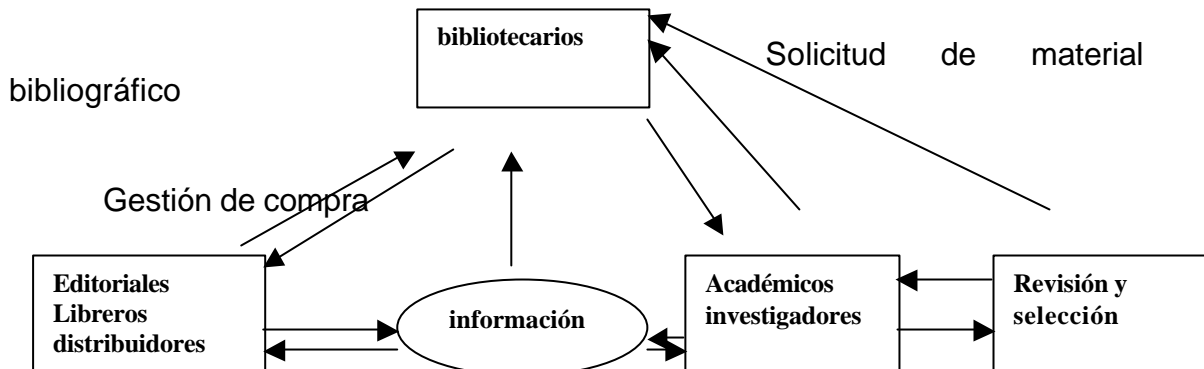 bibliotecarios
Solicitud de material
bibliográfico
Gestión de compra
Editoriales
Libreros
distribuidores
información
Académicos
investigadores
Revisión y
selección